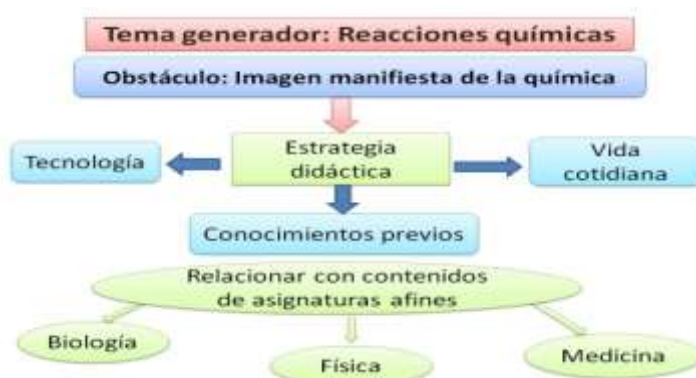 Tema generador: Reacciones químicas
Obstáculo: Imagen manifiesta de la química
Tecnología
Estrategia
didáctica
Vida
cotidiana
Conocimientos previos
Relacionar con contenidos
de asignaturas afines
Biología
Física
Medicina